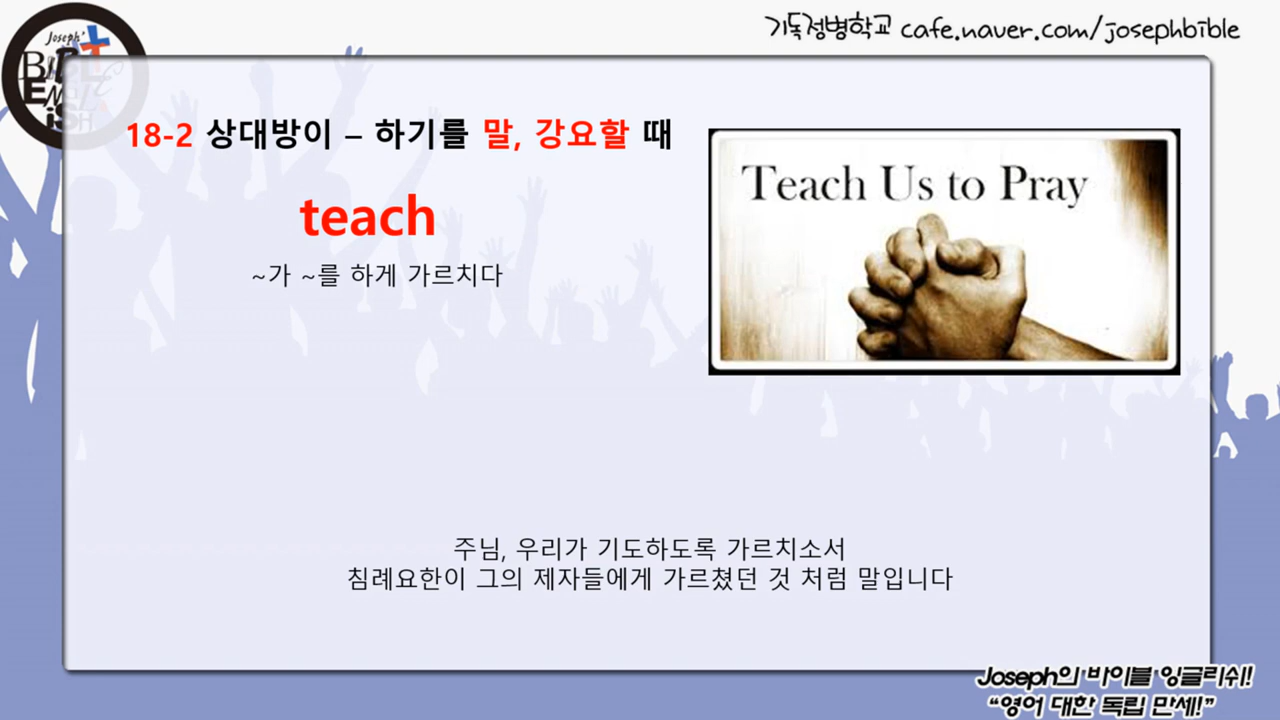 기독정병학교 cafe.naver.com/josephbible
Joseph'
BIBLE
ENGL
iSH
18-2 상대방이 – 하기를 말, 강요할 때
teach
~가 ~를 하게 가르치다
Teach Us to Pray
주님, 우리가 기도하도록 가르치소서
침례요한이 그의 제자들에게 가르쳤던 것 처럼 말입니다
Joseph의 바이블 잉글리쉬!
“영어 대한 독립 만세!”